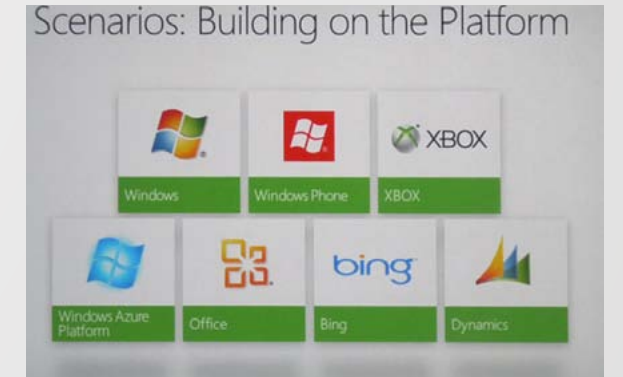 Scenarios: Building on the Platform
XBOX
Windows
Windows Phone
XBOX
bing
Windows Azure
Platform
Office
Bing
Dynamics